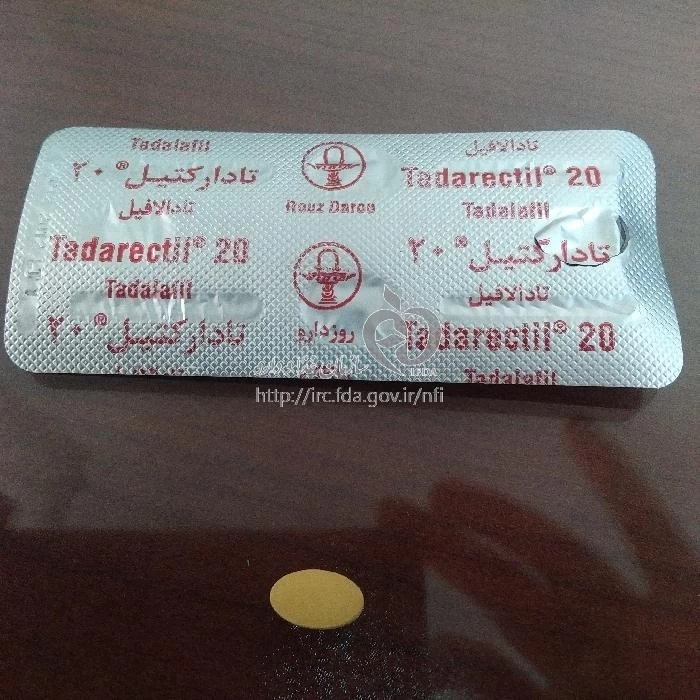 Tadalafil
تادارکتیل® ۲۰
تادالافیل
Tadarectil® 20
Tadalafil
تادارکتیل® ۲۰
Rouz Darou
روزدارو
تادالافیل
Tadarectil® 20
Tadalafil
تادارکتیل® ۲۰
تادالافیل
Tadarectil® 20
Tadalafil
IFDA
http://irc.fda.gov.ir/nfi